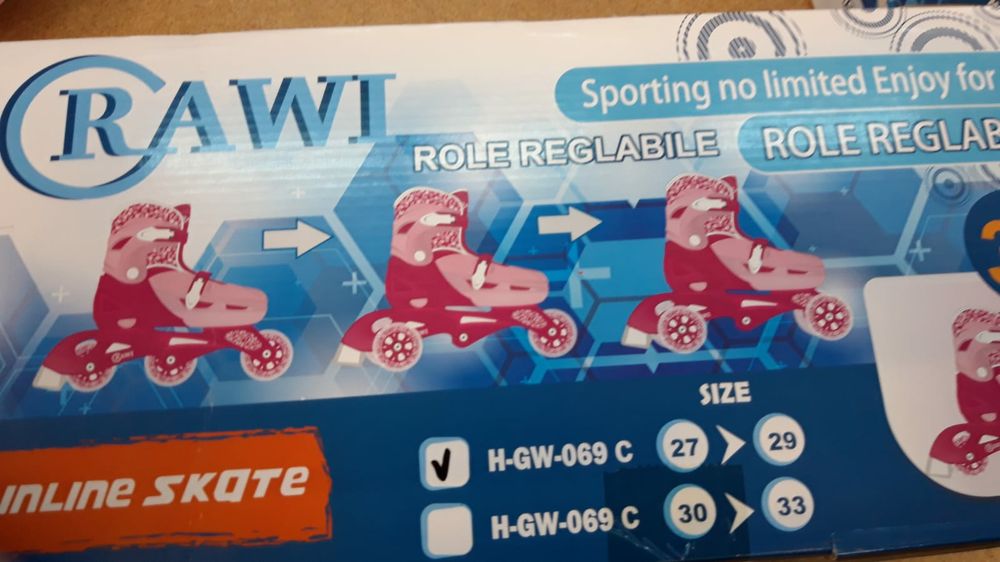 CRAWI
Sporting no limited Enjoy for
ROLE REGLABILE
ROLE REGLAB
INLINE SKATE
SIZE
H-GW-069 C 27 29
H-GW-069 C 30 33